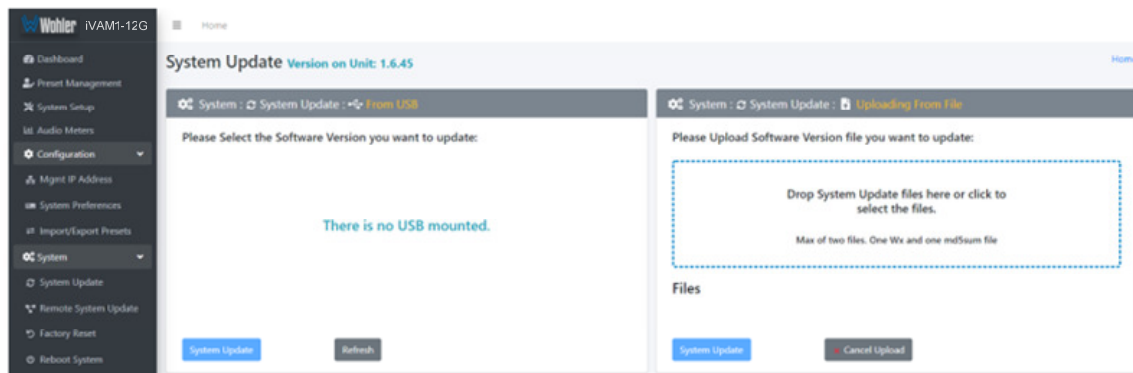 Wohler iVAM1-12G
Home
Dashboard
Preset Management
System Setup
Audio Meters
Configuration
Mgmt IP Address
System Preferences
Import/Export Presets
System
System Update
Remote System Update
Factory Reset
Reboot System
System Update Version on Unit: 1.6.45
Home
System : System Update : From USB
Please Select the Software Version you want to update:
There is no USB mounted.
System Update
Refresh
System : System Update : Uploading From File
Please Upload Software Version file you want to update:
Drop System Update files here or click to
select the files.
Max of two files. One Wx and one md5sum file
Files
System Update
Cancel Upload